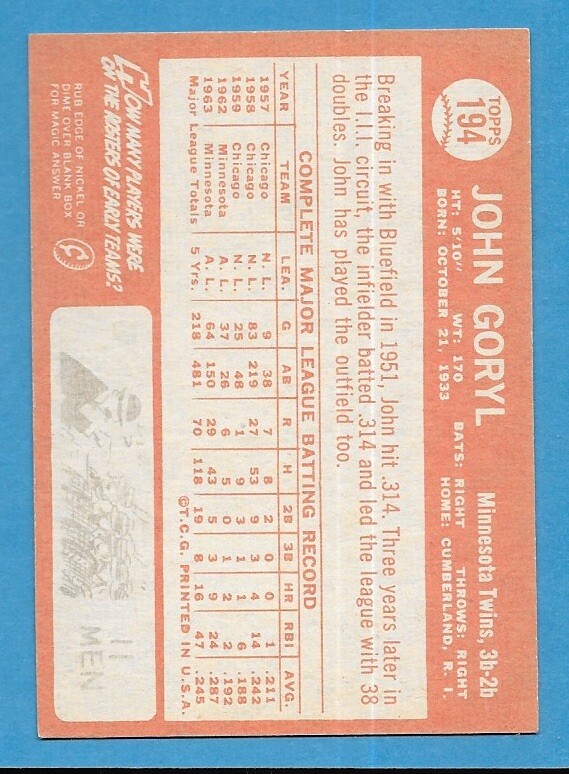 TOPPS
194
JOHN GORYL
Minnesota Twins, 3b-2b
HT: 5'10" WT: 170 BATS: RIGHT THROWS: RIGHT
BORN: OCTOBER 21, 1933 HOME: CUMBERLAND, R. I.
Breaking in with Bluefield in 1951, John hit .314. Three years later in
the I.I.I. circuit, the infielder batted .314 and led the league with 38
doubles. John has played the outfield too.
COMPLETE MAJOR LEAGUE BATTING RECORD
YEAR TEAM LEA. G AB R H 2B 3B HR RBI AVG.
1957 Chicago N. L. 9 38 7 8 2 0 0 1 .211
1958 Chicago N. L. 83 219 27 53 9 3 4 14 .242
1959 Chicago N. L. 25 48 1 9 3 1 1 6 .188
1962 Minnesota A. L. 37 26 6 5 0 1 2 2 .192
1963 Minnesota A. L. 64 150 29 43 5 3 9 24 .287
Major League Totals 5 Yrs. 218 481 70 118 19 8 16 47 .245
©T.C.G. PRINTED IN U.S.A.
HOW MANY PLAYERS WERE
ON THE ROSTERS OF EARLY TEAMS?
RUB EDGE OF NICKEL OR
DIME OVER BLANK BOX
FOR MAGIC ANSWER
11
MEN